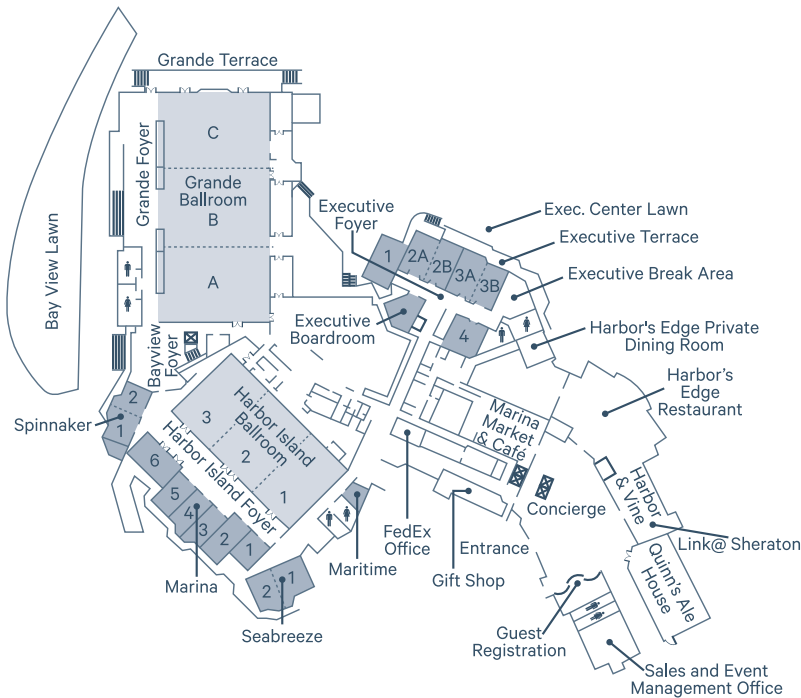 Grande Terrace
C
Grande Foyer
Grande
Ballroom
B
A
Bay View Lawn
Executive
Foyer
1
2A
2B
3A
3B
Exec. Center Lawn
Executive Terrace
Executive Break Area
Executive
Boardroom
4
Harbor's Edge Private
Dining Room
Harbor's
Edge
Restaurant
Bayview
Foyer
Spinnaker
2
1
Harbor Island
Ballroom
3
2
1
Harbor Island Foyer
6
5
4
3
2
1
Marina
Marina
Market
& Café
Harbor
& Vine
Concierge
FedEx
Office
Entrance
Gift Shop
Maritime
Link@ Sheraton
Quinn's Ale
House
2
1
Seabreeze
Guest
Registration
Sales and Event
Management Office